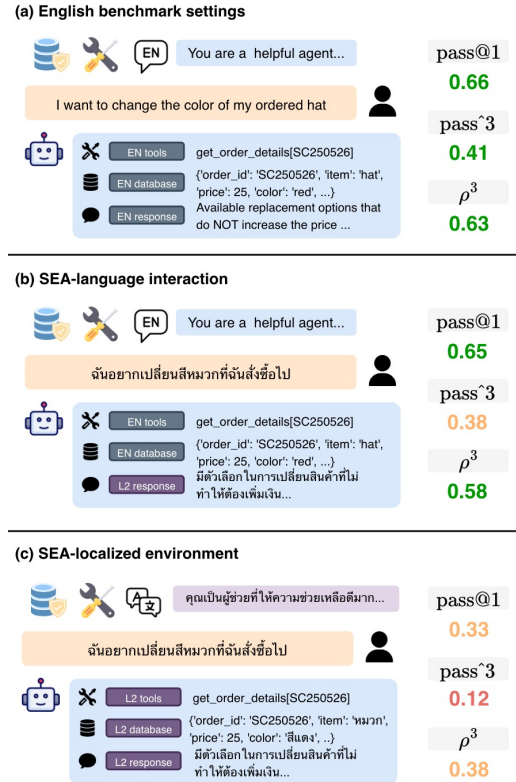 (a) English benchmark settings
EN
You are a helpful agent...
pass@1
0.66
I want to change the color of my ordered hat
pass^3
0.41
EN tools
get_order_details[SC250526]
EN database
{'order_id': 'SC250526', 'item': 'hat',
'price': 25, 'color': 'red', ...}
EN response
Available replacement options that
do NOT increase the price ...
ρ^3
0.63
(b) SEA-language interaction
EN
You are a helpful agent...
pass@1
0.65
ฉันอยากเปลี่ยนสีหมวกที่ฉันสั่งซื้อไป
pass^3
0.38
EN tools
get_order_details[SC250526]
EN database
{'order_id': 'SC250526', 'item': 'hat',
'price': 25, 'color': 'red', ...}
L2 response
มีตัวเลือกในการเปลี่ยนสินค้าที่ไม่
ทำให้ต้องเพิ่มเงิน...
ρ^3
0.58
(c) SEA-localized environment
A 文
คุณเป็นผู้ช่วยที่ให้ความช่วยเหลือดีมาก...
pass@1
0.33
ฉันอยากเปลี่ยนสีหมวกที่ฉันสั่งซื้อไป
pass^3
0.12
L2 tools
get_order_details[SC250526]
L2 database
{'order_id': 'SC250526', 'item': 'หมวก',
'price': 25, 'color': 'สีแดง', ..}
L2 response
มีตัวเลือกในการเปลี่ยนสินค้าที่ไม่
ทำให้ต้องเพิ่มเงิน...
ρ^3
0.38